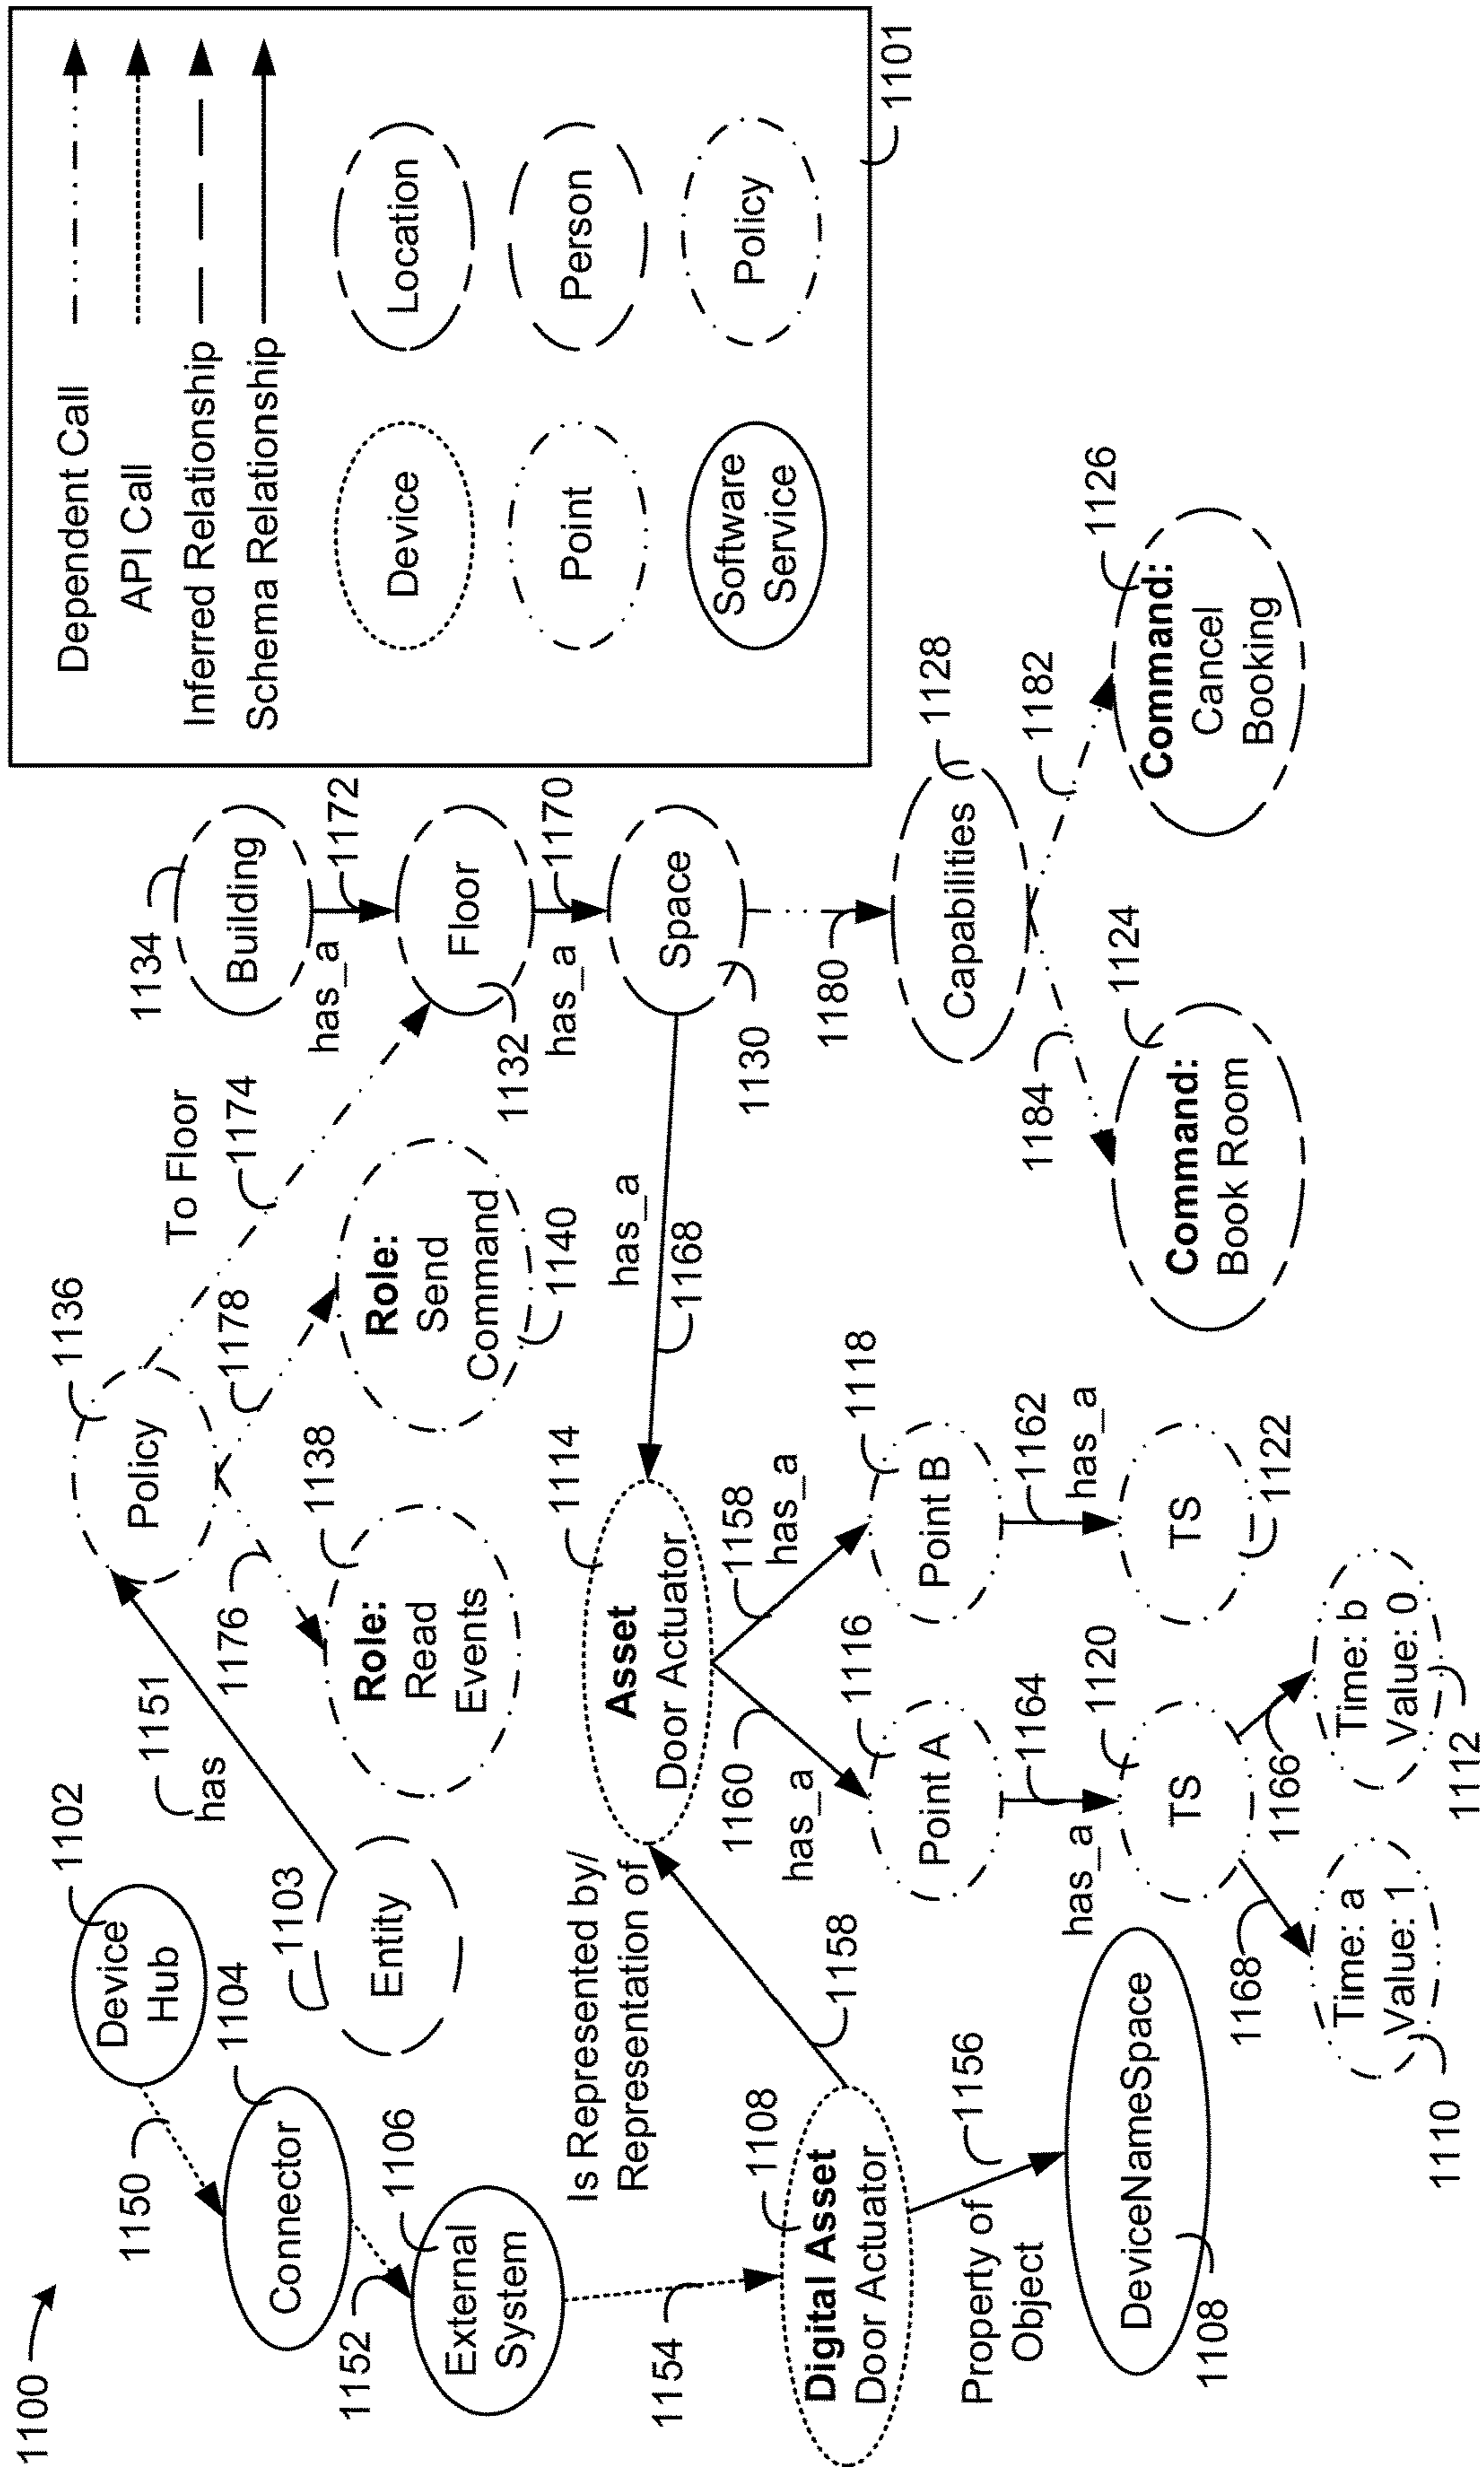 1100
1150
Device
Hub
1102
1104
Connector
1152
External
System
1106
1154
1103
Entity
1151
has
Policy
1136
1176
1178
Role:
Read
Events
1138
Role:
Send
Command
1140
To Floor
1174
1134
Building
has_a
1172
Floor
1132
has_a
1170
Space
1130
has_a
1168
1180
Capabilities
1128
1184
1182
Command:
Book Room
1124
Command:
Cancel
Booking
1126
Is Represented by/
Representation of
1158
Digital Asset
Door Actuator
1108
Property of
Object
1156
DeviceNameSpace
1108
Asset
Door Actuator
1114
1160
has_a
1158
has_a
Point A
1116
Point B
1118
has_a
1164
1162
has_a
TS
1120
TS
1122
1168
1166
Time: a
Value: 1
1110
Time: b
Value: 0
1112
Dependent Call
API Call
Inferred Relationship
Schema Relationship
Device
Location
Point
Person
Software
Service
Policy
1101